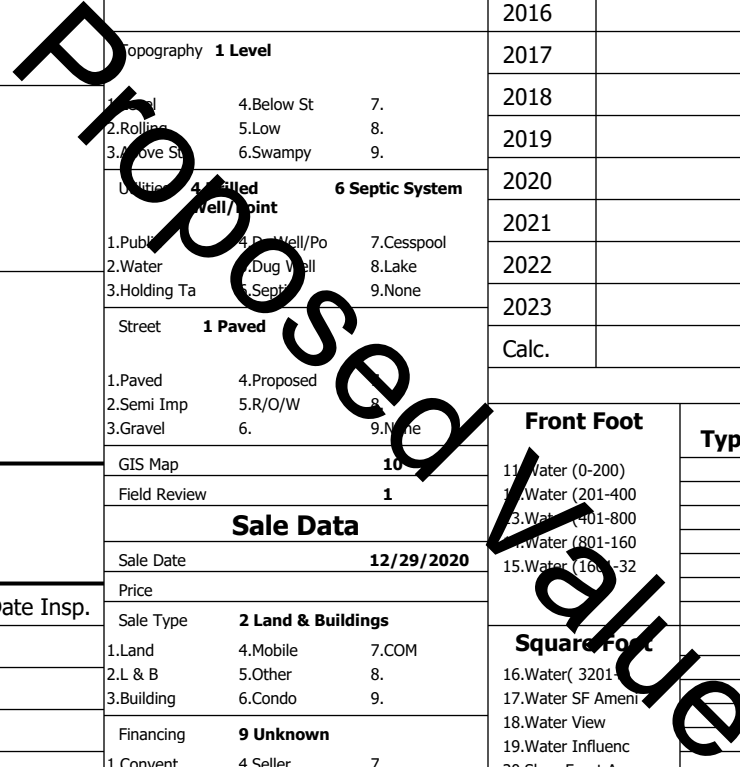 Topography 1 Level
1.Level 4.Below St 7.
2.Rolling 5.Low 8.
3.Above St 6.Swampy 9.
Utilities 4 Drilled 6 Septic System
Well/Point
1.Public 4.Dr Well/Po 7.Cesspool
2.Water 5.Dug Well 8.Lake
3.Holding Ta 6.Septic 9.None
Street 1 Paved
1.Paved 4.Proposed 7.
2.Semi Imp 5.R/O/W 8.
3.Gravel 6. 9.None
GIS Map 10
Field Review 1
Sale Data
Sale Date 12/29/2020
Price
Sale Type 2 Land & Buildings
1.Land 4.Mobile 7.COM
2.L & B 5.Other 8.
3.Building 6.Condo 9.
Financing 9 Unknown
1.Convent 4.Seller 7.
Date Insp.
2016
2017
2018
2019
2020
2021
2022
2023
Calc.
Front Foot
Typ
11.Water (0-200)
12.Water (201-400
13.Water (401-800
14.Water (801-160
15.Water (1601-32
Square Foot
16.Water( 3201-
17.Water SF Ameni
18.Water View
19.Water Influenc
Proposed Value